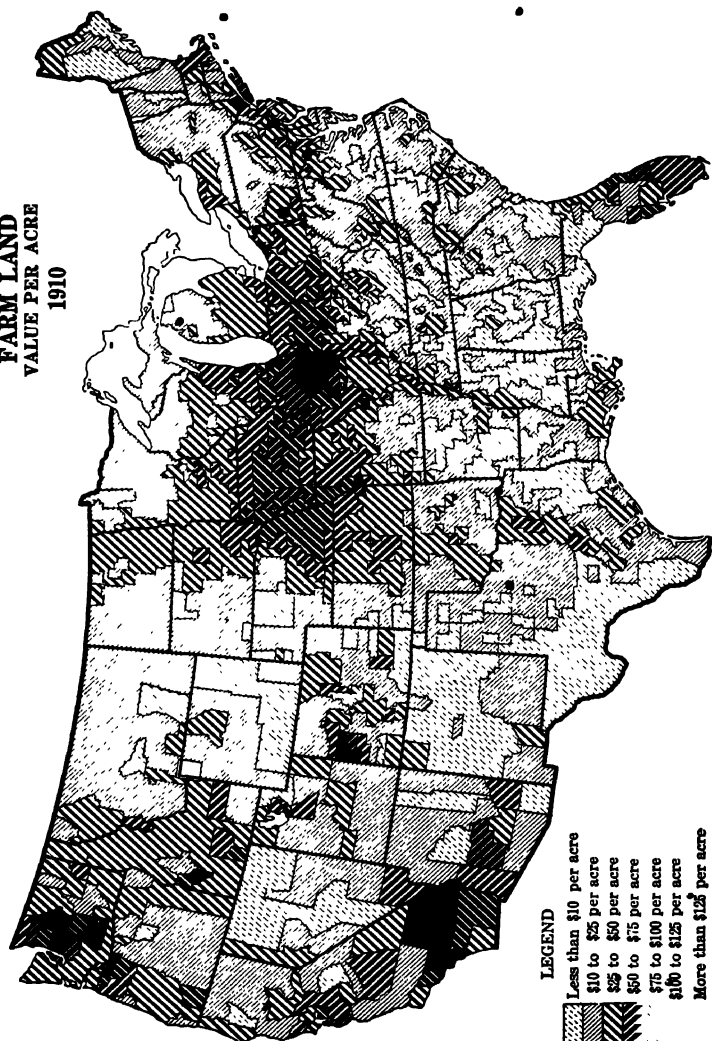 FARM LAND
VALUE PER ACRE
1910
LEGEND
Less than $10 per acre
$10 to $25 per acre
$25 to $50 per acre
$50 to $75 per acre
$75 to $100 per acre
$100 to $125 per acre
More than $125 per acre